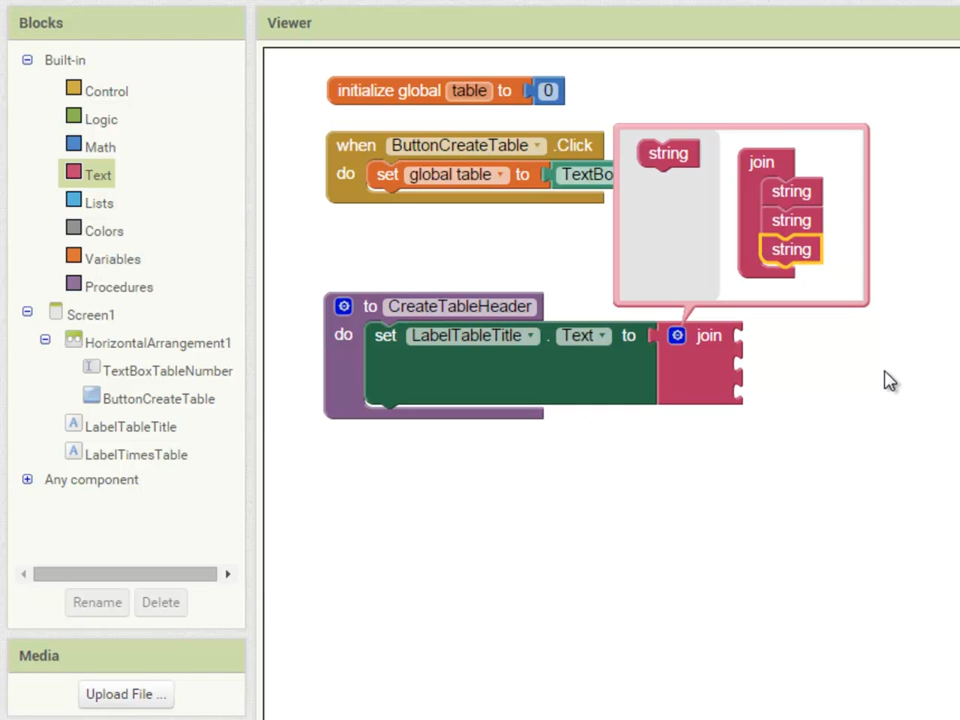 Blocks
Viewer
Built-in
Control
Logic
Math
Text
Lists
Colors
Variables
Procedures
Screen1
HorizontalArrangement1
TextBoxTableNumber
ButtonCreateTable
LabelTableTitle
LabelTimesTable
Any component
Rename Delete
Media
Upload File ...
initialize global table to 0
when ButtonCreateTable .Click
do set global table to TextBo
string
join
string
string
string
to CreateTableHeader
do set LabelTableTitle . Text to join